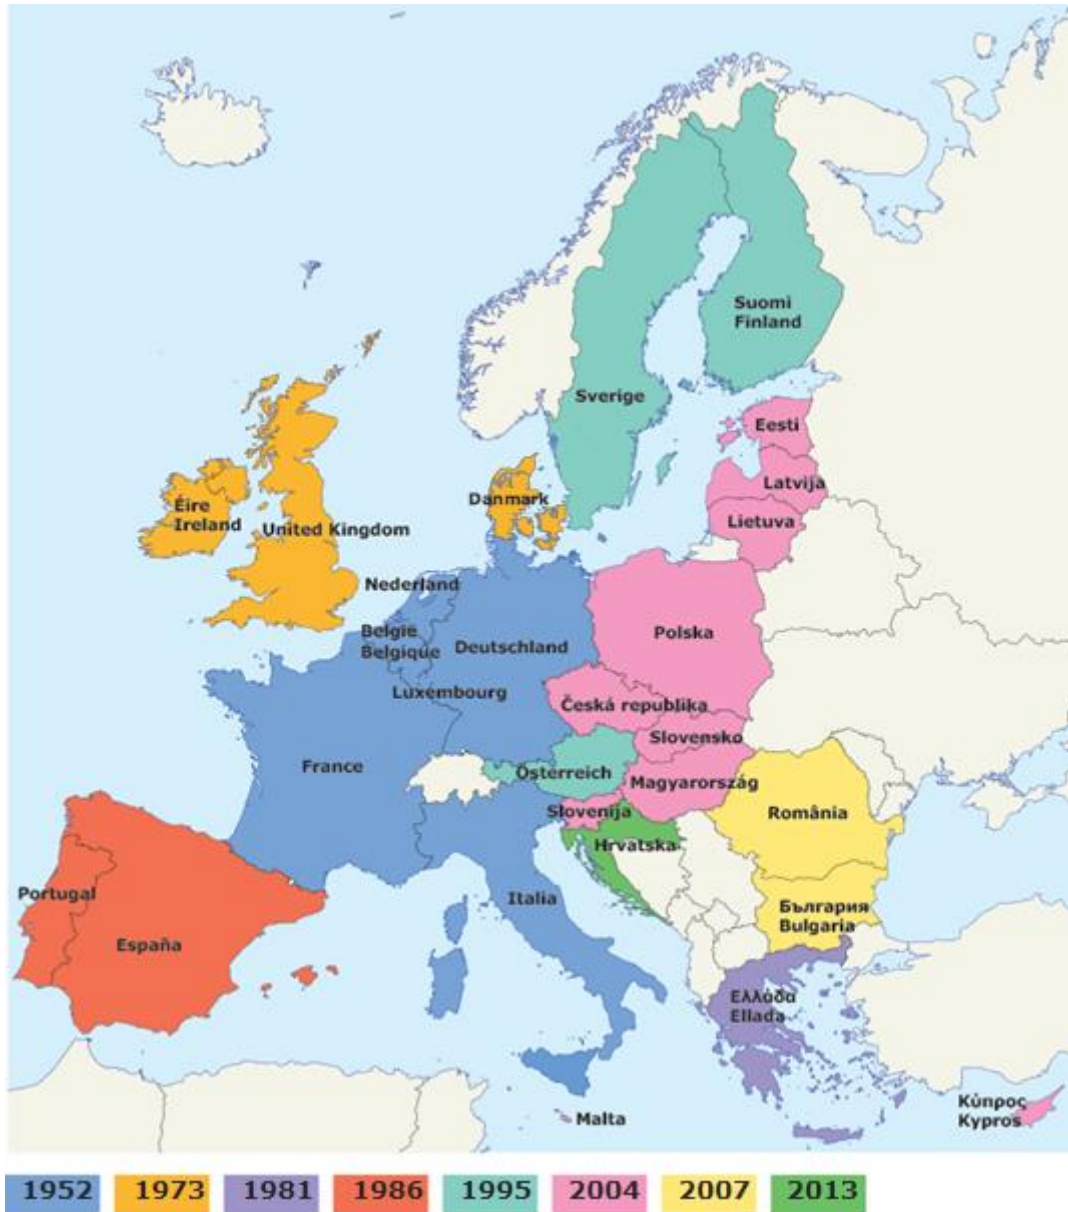 Suomi
Finland
Sverige
Eesti
Latvija
Lietuva
Danmark
Éire
Ireland
United Kingdom
Nederland
België
Belgique
Deutschland
Polska
Luxembourg
Česká republika
Slovensko
France
Österreich
Magyarország
Slovenija
România
Hrvatska
Portugal
España
Italia
България
Bulgaria
Ελλάδα
Ellada
Malta
Κύπρος
Kypros
1952 1973 1981 1986 1995 2004 2007 2013